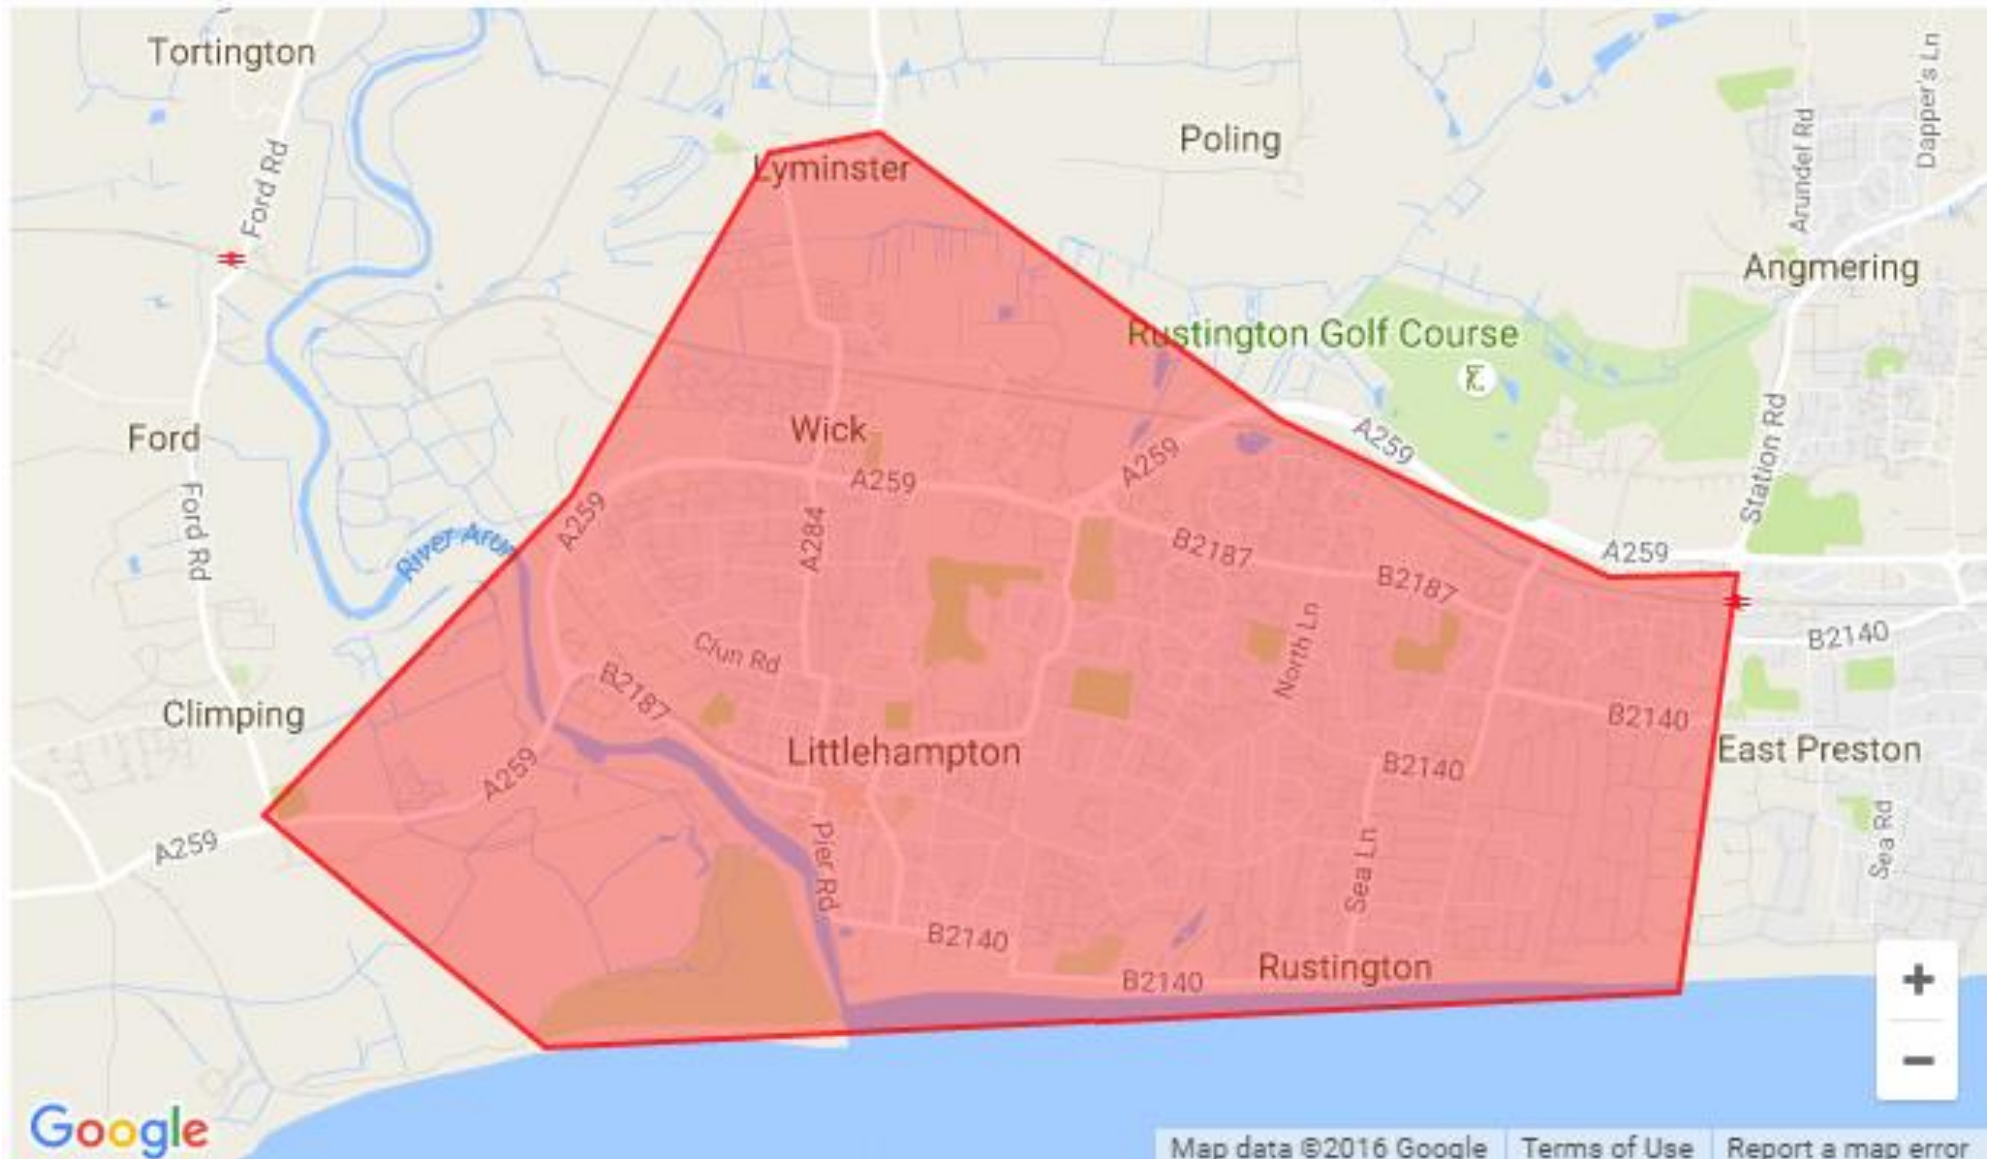 Tortington
Ford Rd
Lyminster
Poling
Arundel Rd
Dapper's Ln
Angmering
Rustington Golf Course
Wick
Ford
A259
A259
A259
A259
Station Rd
Ford Rd
River Arun
A284
B2187
B2187
A259
B2140
North Ln
Clun Rd
B2187
Climping
B2140
Littlehampton
East Preston
A259
B2140
A259
Pier Rd
Sea Ln
Sea Rd
B2140
Rustington
B2140
+
−
Google
Map data ©2016 Google
Terms of Use
Report a map error